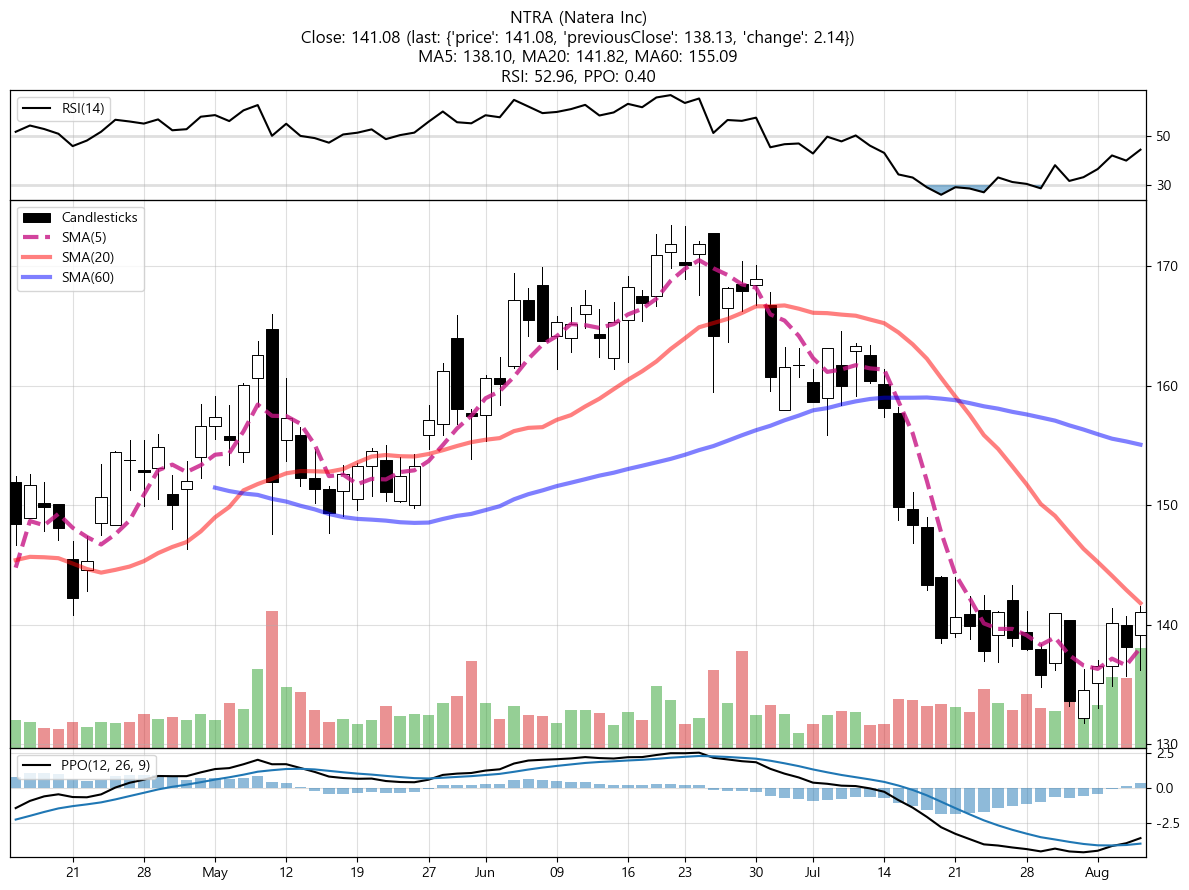 NTRA (Natera Inc)
Close: 141.08 (last: {'price': 141.08, 'previousClose': 138.13, 'change': 2.14})
MA5: 138.10, MA20: 141.82, MA60: 155.09
RSI: 52.96, PPO: 0.40
RSI(14)
50
30
Candlesticks
SMA(5)
SMA(20)
SMA(60)
170
160
150
140
130
PPO(12, 26, 9)
2.5
0.0
−2.5
21 28 May 12 19 27 Jun 09 16 23 30 Jul 14 21 28 Aug